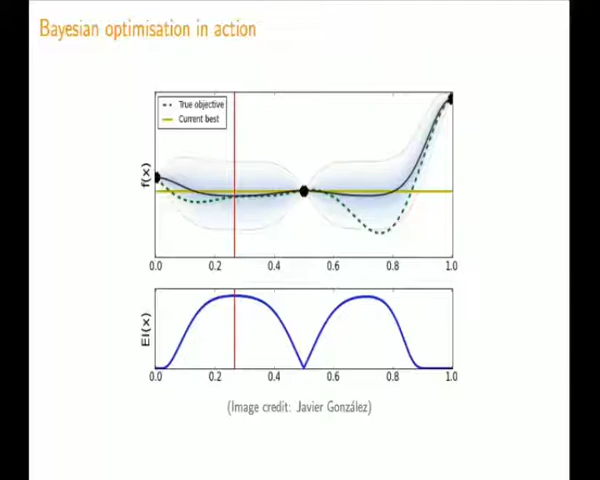 Bayesian optimisation in action
True objective
Current best
f(x)
0.0 0.2 0.4 0.6 0.8 1.0
EI(x)
0.0 0.2 0.4 0.6 0.8 1.0
(Image credit: Javier González)